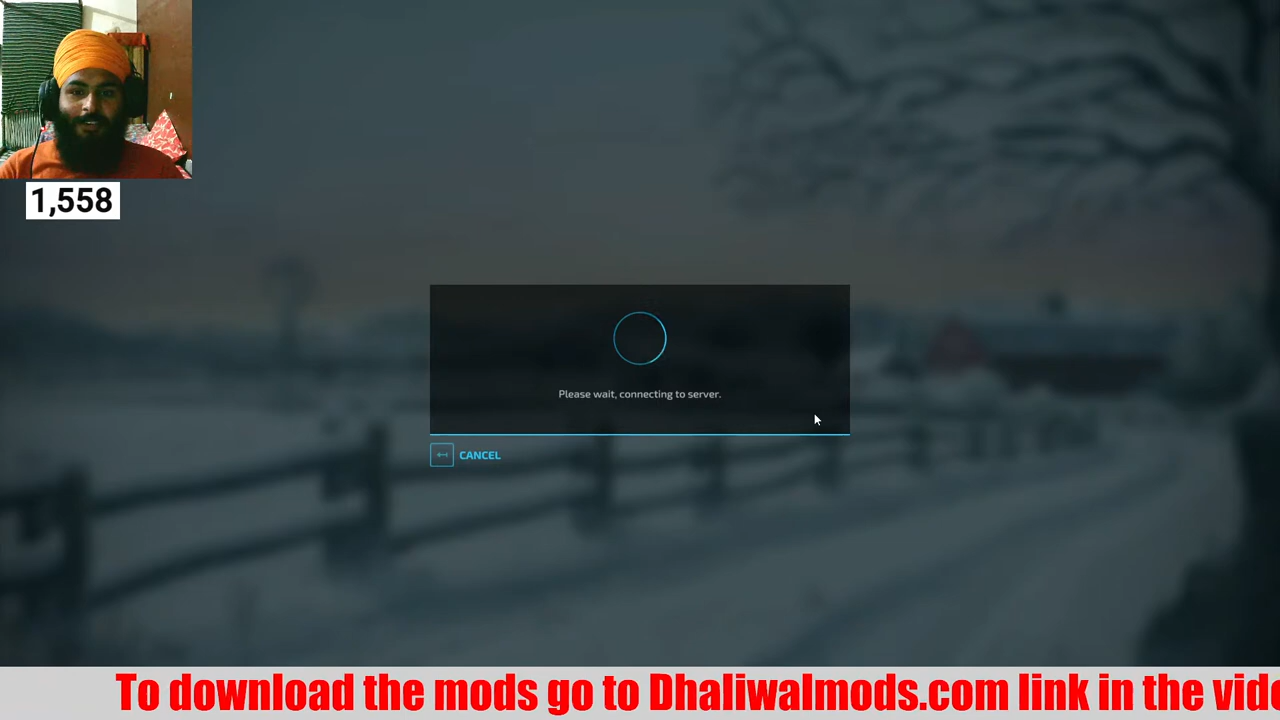 1,558
Please wait, connecting to server.
CANCEL
To download the mods go to Dhaliwalmods.com link in the vide